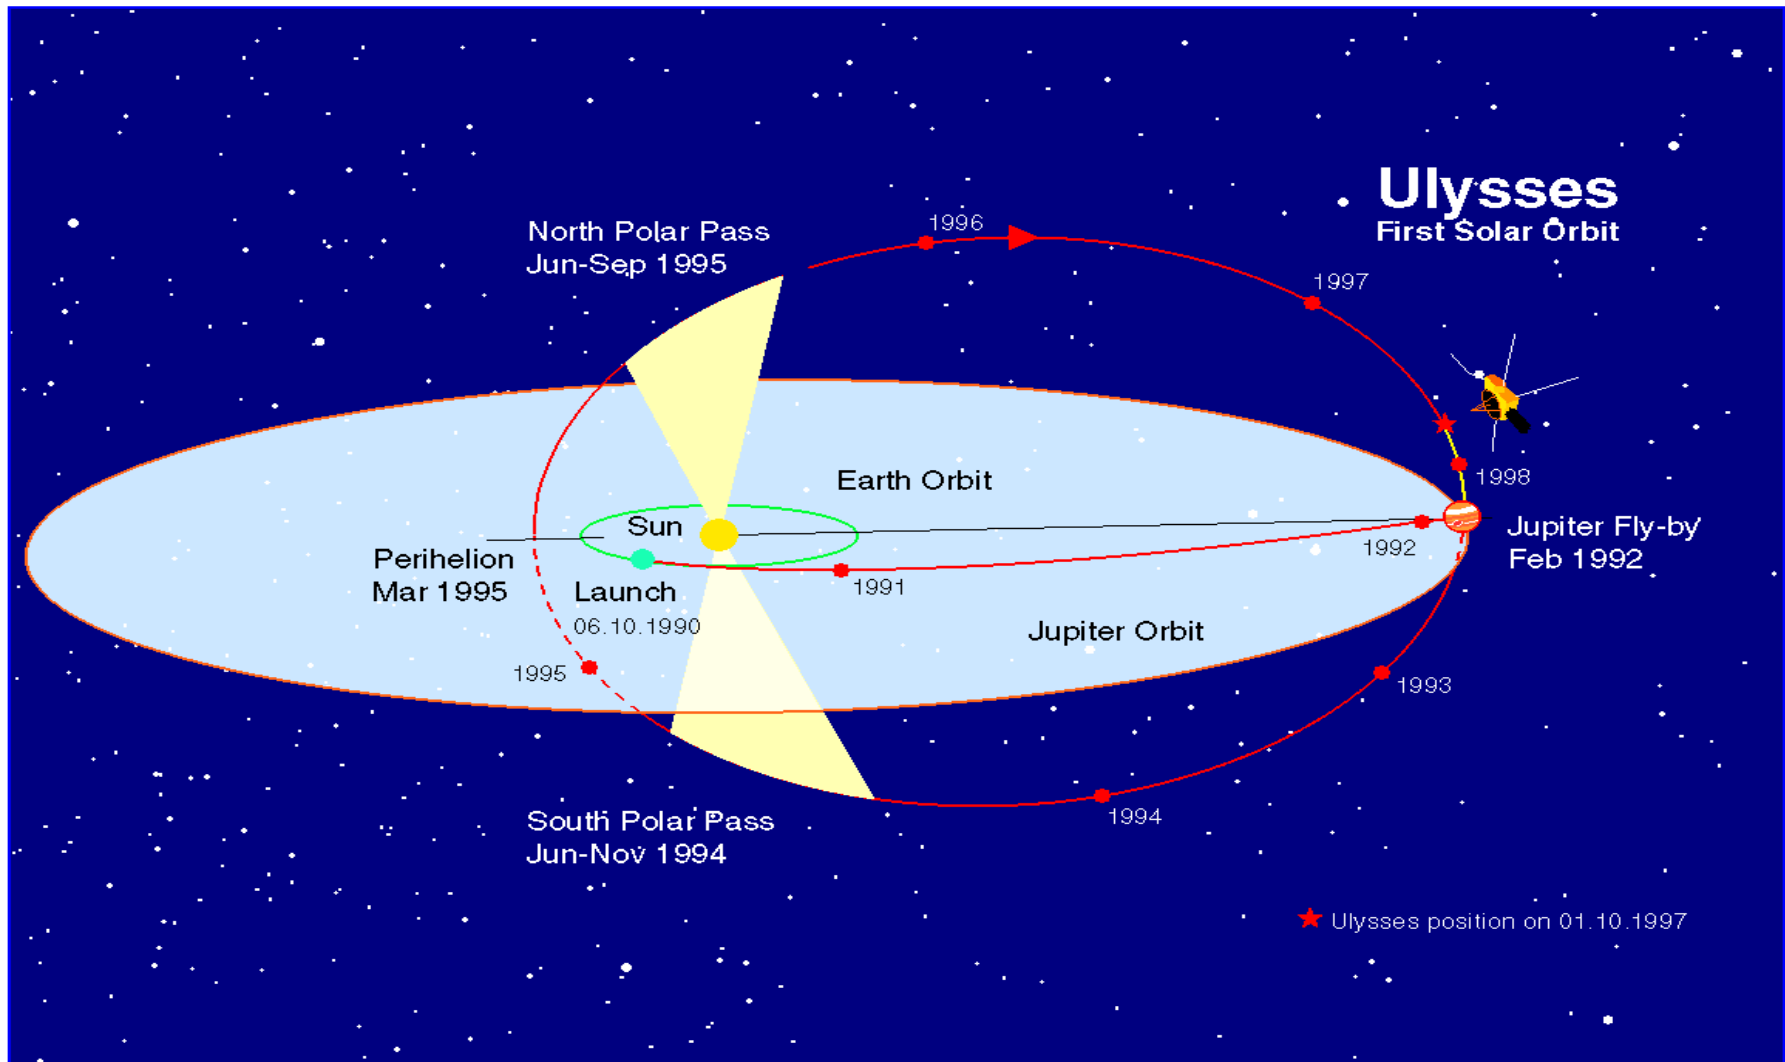 Ulysses
First Solar Orbit
1996
North Polar Pass
Jun-Sep 1995
1997
Earth Orbit
1998
Sun
Jupiter Fly-by
Feb 1992
1992
Perihelion
Mar 1995
1991
Launch
06.10.1990
Jupiter Orbit
1995
1993
1994
South Polar Pass
Jun-Nov 1994
Ulysses position on 01.10.1997